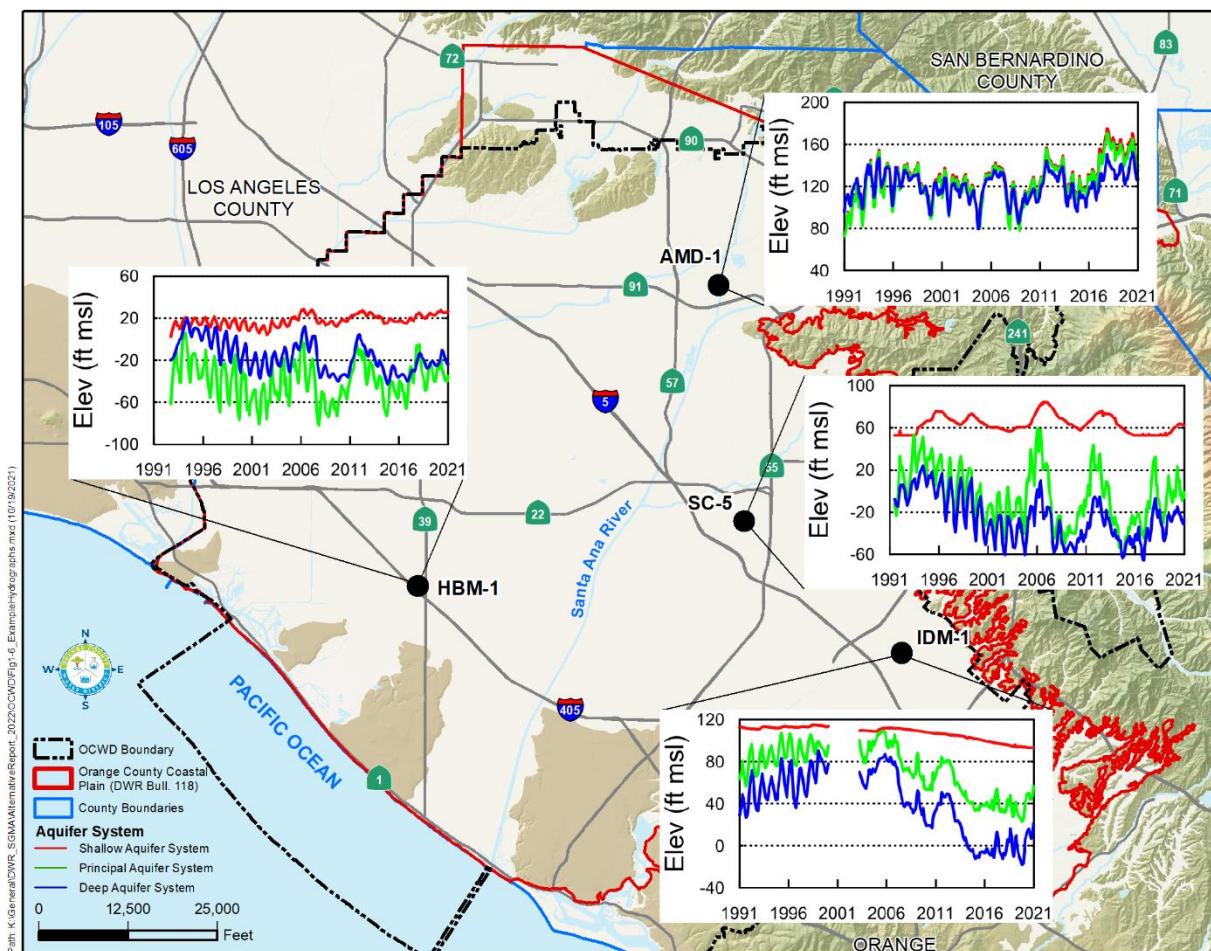 72
83
SAN BERNARDINO
COUNTY
105
605
90
71
LOS ANGELES
COUNTY
Elev (ft msl)
200
160
120
80
40
1991 1996 2001 2006 2011 2016 2021
AMD-1
91
241
57
5
Elev (ft msl)
60
20
-20
-60
-100
1991 1996 2001 2006 2011 2016 2021
Elev (ft msl)
100
60
20
-20
-60
1991 1996 2001 2006 2011 2016 2021
55
SC-5
22
39
Santa Ana River
HBM-1
IDM-1
405
N
W E
S
PACIFIC OCEAN
1
Elev (ft msl)
120
80
40
0
-40
1991 1996 2001 2006 2011 2016 2021
OCWD Boundary
Orange County Coastal
Plain (DWR Bull. 118)
County Boundaries
Aquifer System
Shallow Aquifer System
Principal Aquifer System
Deep Aquifer System
0 12,500 25,000
Feet
ORANGE